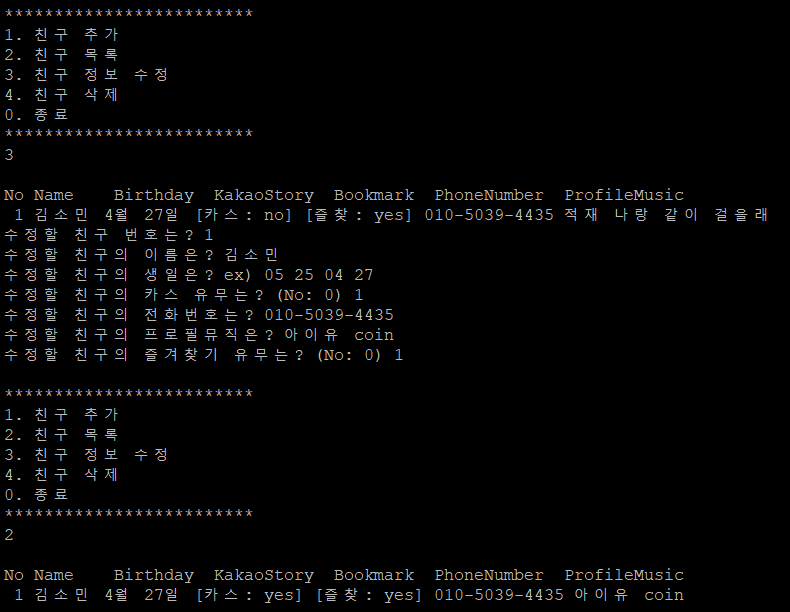 *************************
1. 친구 추가
2. 친구 목록
3. 친구 정보 수정
4. 친구 삭제
0. 종료
*************************
3
No Name    Birthday  KakaoStory  Bookmark  PhoneNumber  ProfileMusic
 1 김소민  4월  27일  [카스: no] [즐찾: yes] 010-5039-4435 적재 나랑 같이 걸을래
수정할 친구 번호는? 1
수정할 친구의 이름은? 김소민
수정할 친구의 생일은? ex) 05 25 04 27
수정할 친구의 카스 유무는? (No: 0) 1
수정할 친구의 전화번호는? 010-5039-4435
수정할 친구의 프로필뮤직은? 아이유 coin
수정할 친구의 즐겨찾기 유무는? (No: 0) 1
*************************
1. 친구 추가
2. 친구 목록
3. 친구 정보 수정
4. 친구 삭제
0. 종료
*************************
2
No Name    Birthday  KakaoStory  Bookmark  PhoneNumber  ProfileMusic
 1 김소민  4월  27일  [카스: yes] [즐찾: yes] 010-5039-4435 아이유 coin